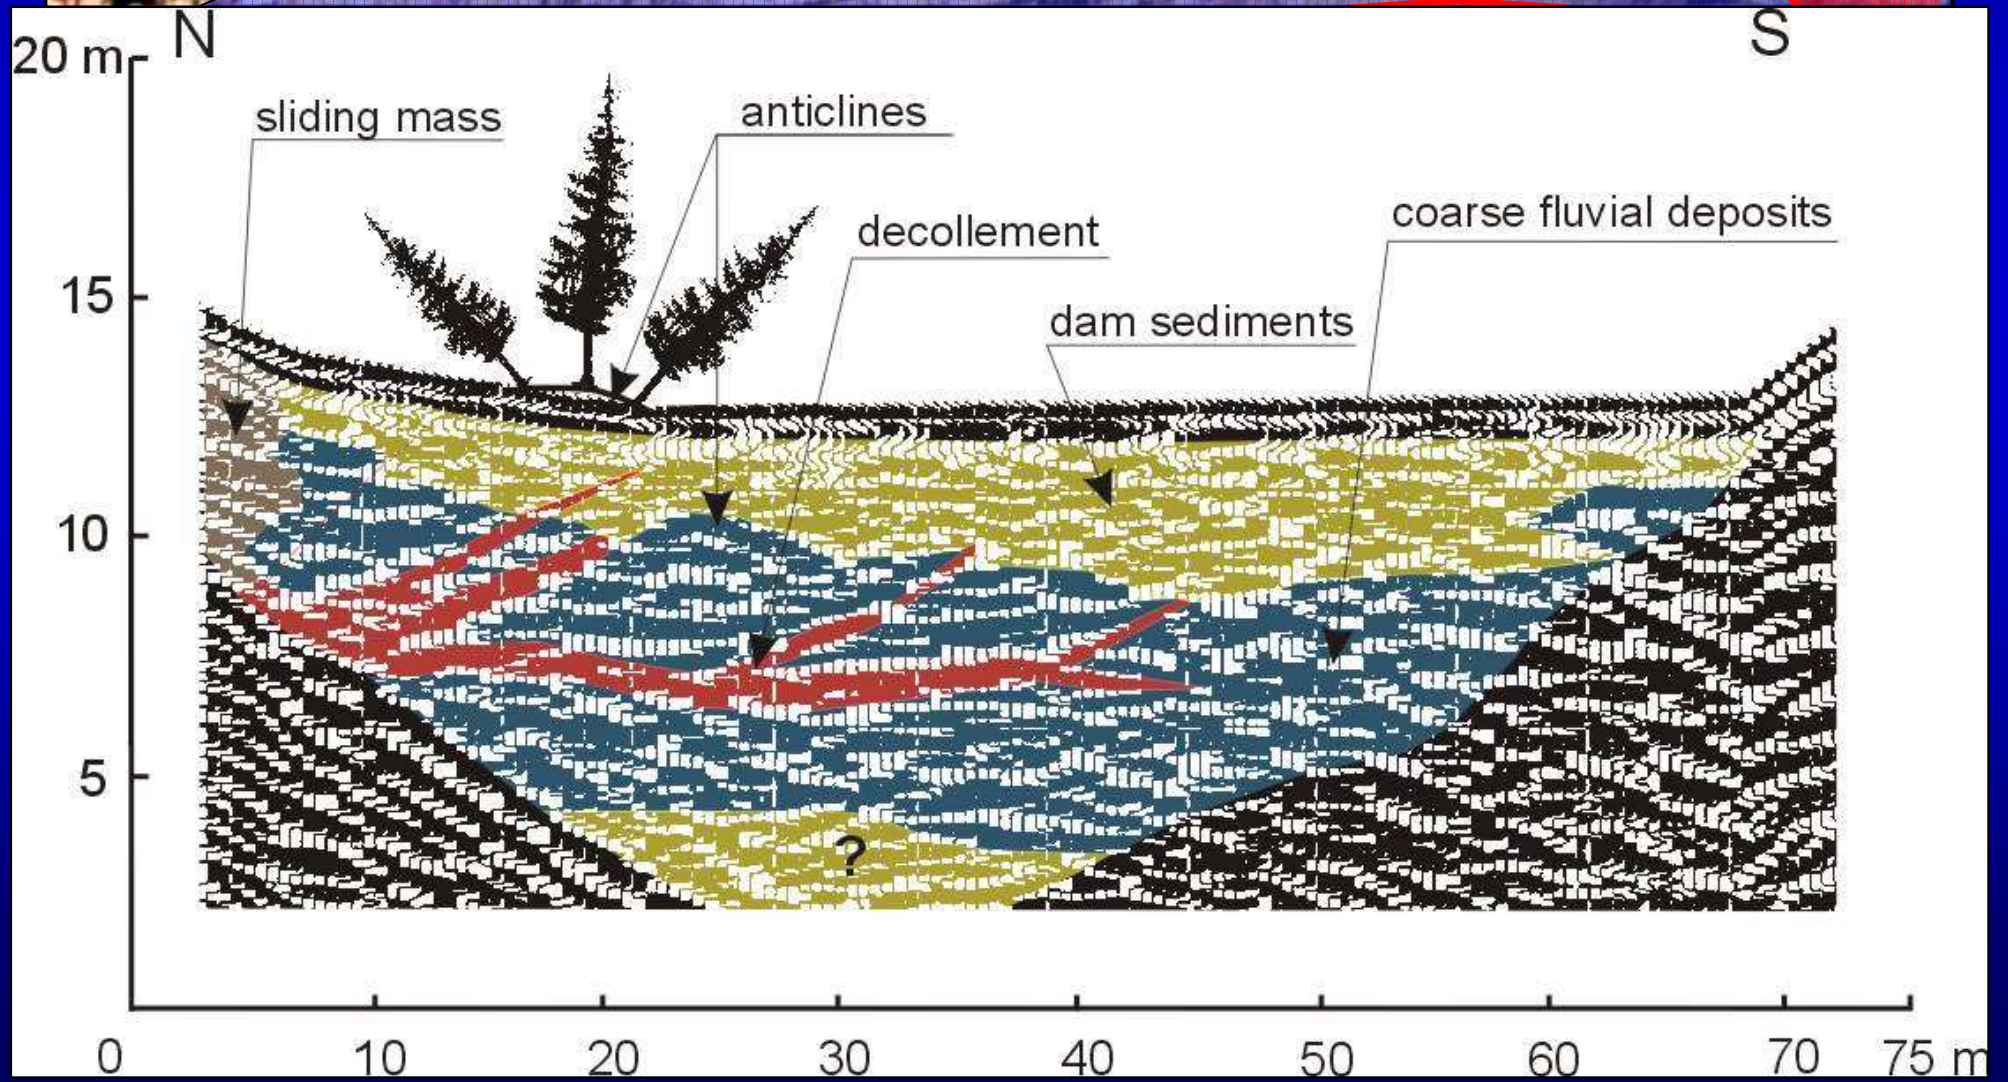 N
S
20 m
sliding mass
anticlines
decollement
coarse fluvial deposits
15
dam sediments
10
5
?
0 10 20 30 40 50 60 70 75 m